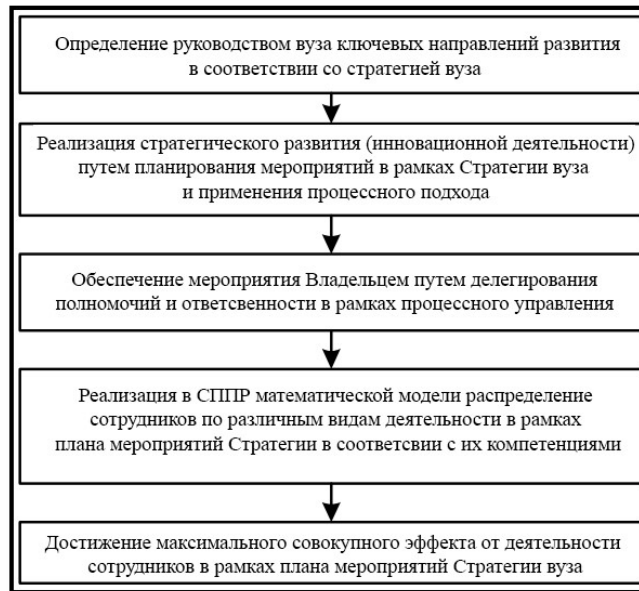 Определение руководством вуза ключевых направлений развития
в соответствии со стратегией вуза
Реализация стратегического развития (инновационной деятельности)
путем планирования мероприятий в рамках Стратегии вуза
и применения процессного подхода
Обеспечение мероприятия Владельцем путем делегирования
полномочий и ответсвенности в рамках процессного управления
Реализация в СППР математической модели распределение
сотрудников по различным видам деятельности в рамках
плана мероприятий Стратегии в соответсвии с их компетенциями
Достижение максимального совокупного эффекта от деятельности
сотрудников в рамках плана мероприятий Стратегии вуза